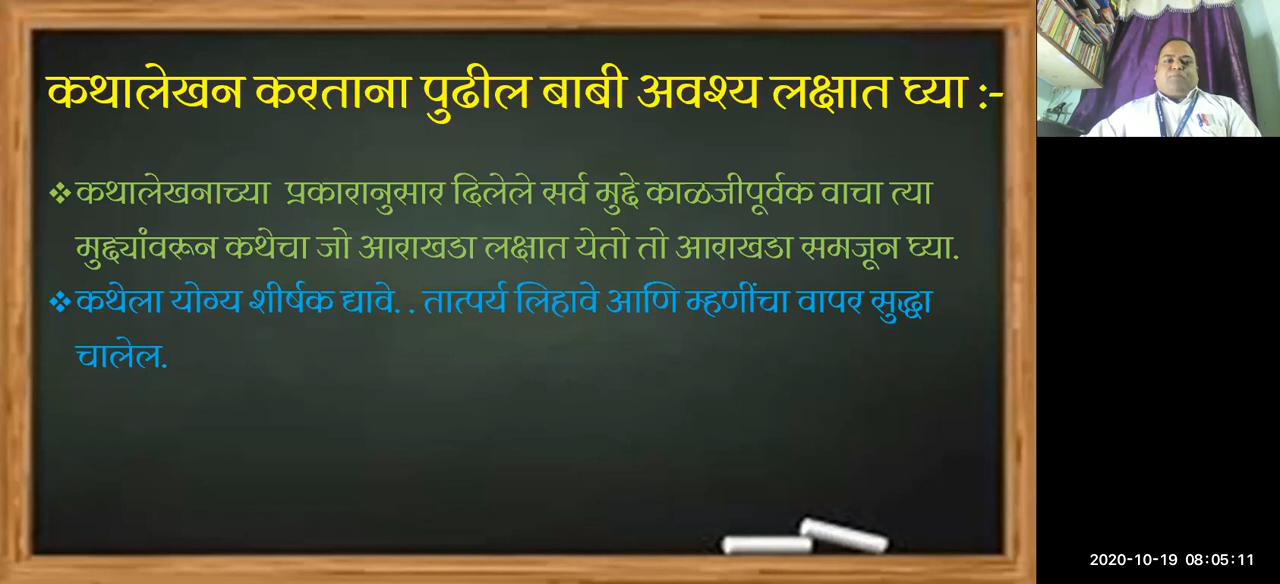 कथालेखन करताना पुढील बाबी अवश्य लक्षात घ्या :-
❖कथालेखनाच्या प्रकारानुसार दिलेले सर्व मुद्दे काळजीपूर्वक वाचा त्या
मुद्द्यांवरून कथेचा जो आराखडा लक्षात येतो तो आराखडा समजून घ्या.
❖कथेला योग्य शीर्षक द्यावे. . तात्पर्य लिहावे आणि म्हणींचा वापर सुद्धा
चालेल.
2020-10-19 08:05:11